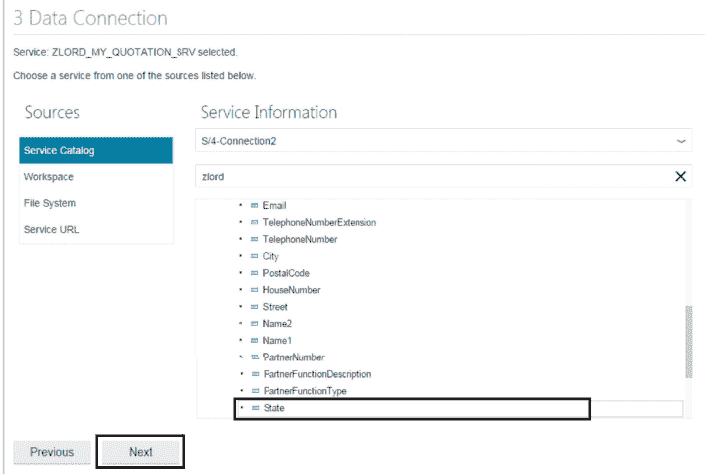 3 Data Connection
Service: ZLORD_MY_QUOTATION_SRV selected.
Choose a service from one of the sources listed below.
Sources
Service Catalog
Workspace
File System
Service URL
Service Information
S/4-Connection2
zlord
Email
TelephoneNumberExtension
TelephoneNumber
City
PostalCode
HouseNumber
Street
Name2
Name1
PartnerNumber
PartnerFunctionDescription
PartnerFunctionType
State
Previous
Next